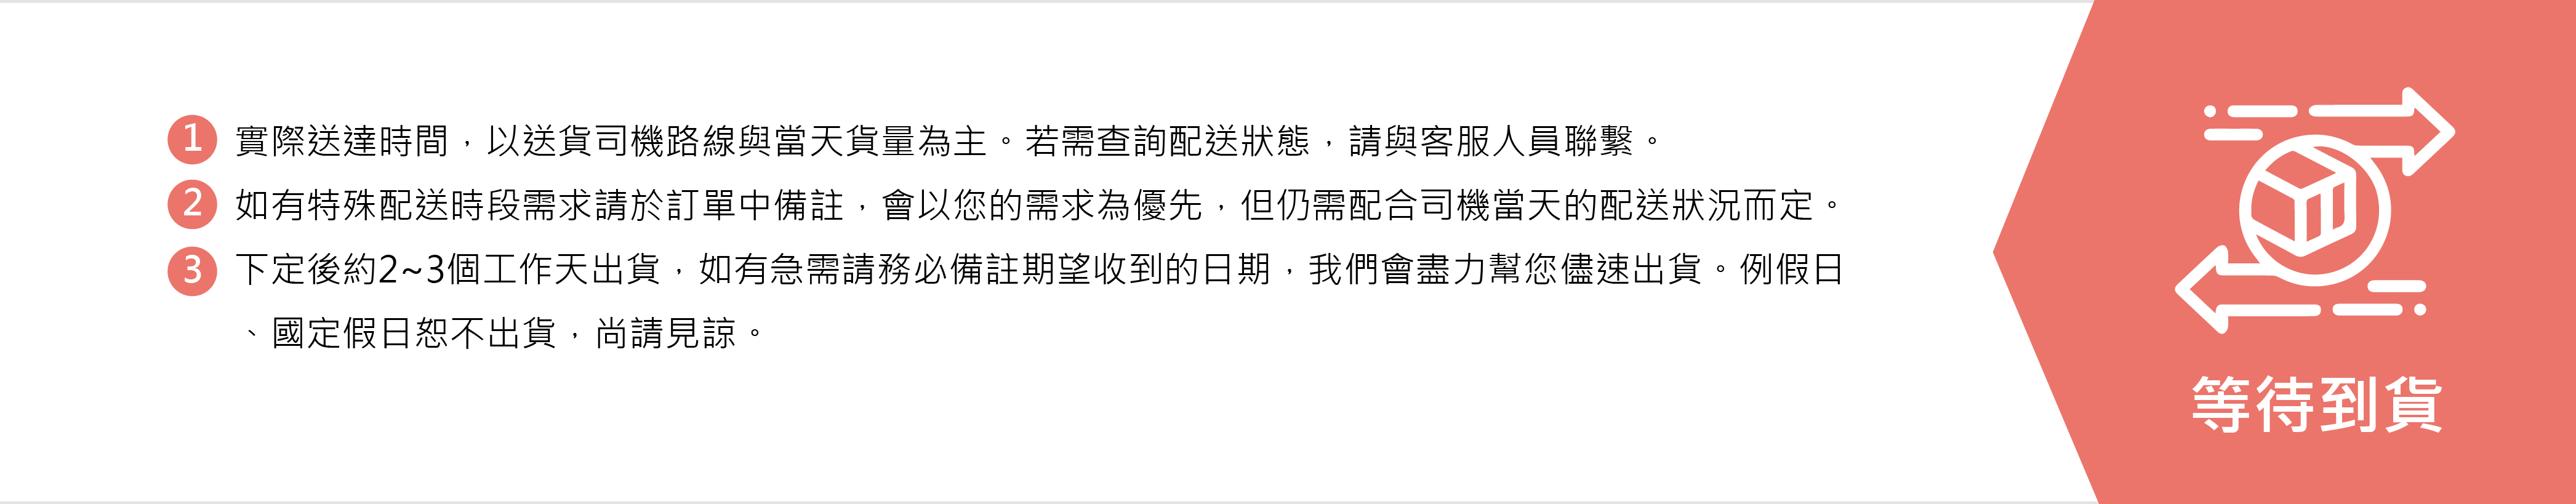 1 實際送達時間，以送貨司機路線與當天貨量為主。若需查詢配送狀態，請與客服人員聯繫。
2 如有特殊配送時段需求請於訂單中備註，會以您的需求為優先，但仍需配合司機當天的配送狀況而定。
3 下定後約2~3個工作天出貨，如有急需請務必備註期望收到的日期，我們會盡力幫您儘速出貨。例假日
、國定假日恕不出貨，尚請見諒。
等待到貨